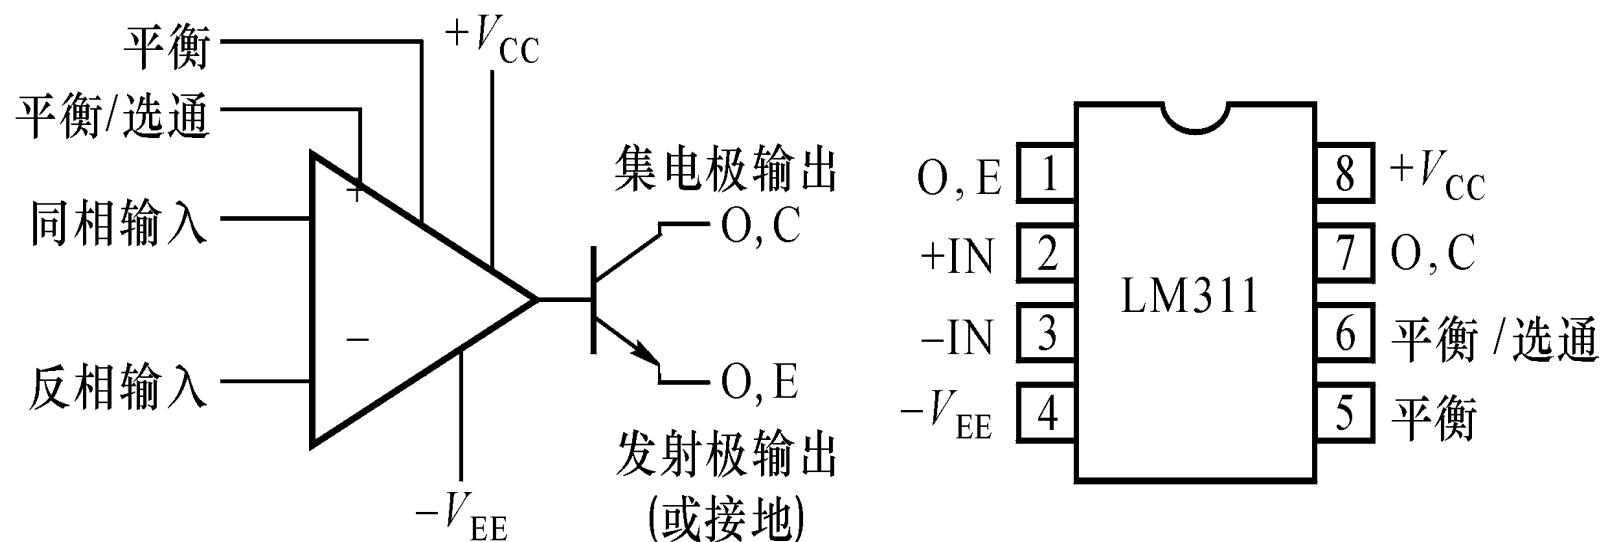 平衡
+VCC
平衡/选通
+
同相输入
集电极输出
O, C
−
反相输入
O, E
发射极输出
(或接地)
−VEE
O, E 1
+IN 2
−IN 3
−VEE 4
LM311
8 +VCC
7 O, C
6 平衡/选通
5 平衡